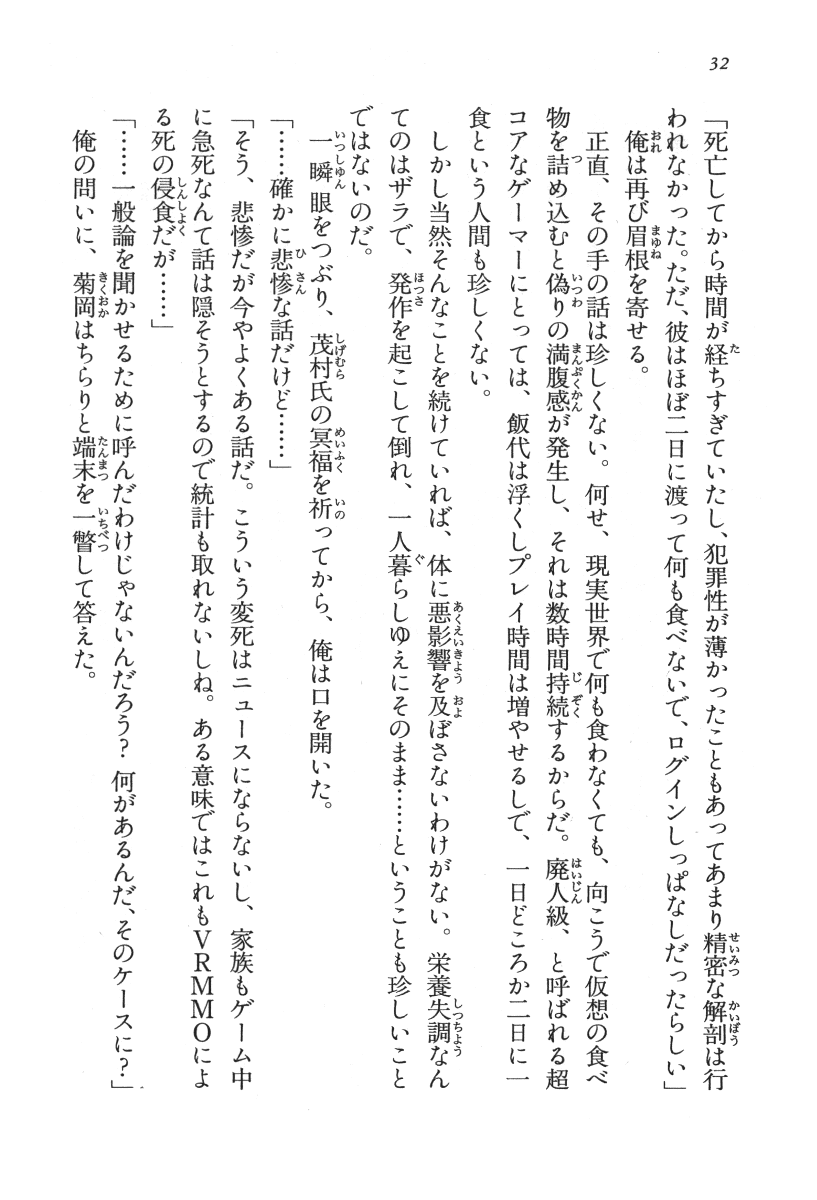 32
「死亡してから時間が経ちすぎていたし、犯罪性が薄かったこともあってあまり精密な解剖は行
われなかった。ただ、彼はほぼ二日に渡って何も食べないで、ログインしっぱなしだったらしい」
俺は再び眉根を寄せる。
正直、その手の話は珍しくない。何せ、現実世界で何も食わなくても、向こうで仮想の食べ
物を詰め込むと偽りの満腹感が発生し、それは数時間持続するからだ。廃人級、と呼ばれる超
コアなゲーマーにとっては、飯代は浮くしプレイ時間は増やせるしで、一日どころか二日に一
食という人間も珍しくない。
しかし当然そんなことを続けていれば、体に悪影響を及ぼさないわけがない。栄養失調なん
てのはザラで、発作を起こして倒れ、一人暮らしゆえにそのまま……ということも珍しいこと
ではないのだ。
一瞬眼をつぶり、茂村氏の冥福を祈ってから、俺は口を開いた。
「……確かに悲惨な話だけど……」
「そう、悲惨だが今やよくある話だ。こういう変死はニュースにならないし、家族もゲーム中
に急死なんて話は隠そうとするので統計も取れないしね。ある意味ではこれもVRMMOによ
る死の侵食だが……」
「……一般論を聞かせるために呼んだわけじゃないんだろう？　何があるんだ、そのケースに？」
俺の問いに、菊岡はちらりと端末を一瞥して答えた。